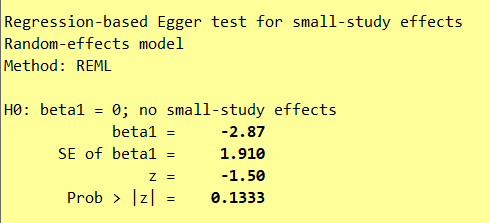 Regression-based Egger test for small-study effects
Random-effects model
Method: REML
H0: beta1 = 0; no small-study effects
beta1 = -2.87
SE of beta1 = 1.910
z = -1.50
Prob > |z| = 0.1333